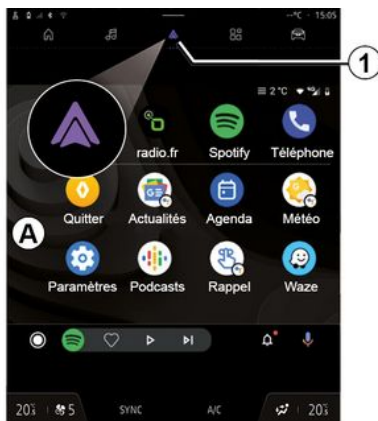 --°C · 15:05
1
2 °C
4G
radio.fr Spotify Téléphone
A
Quitter Actualités Agenda Météo
Paramètres Podcasts Rappel Waze
20 5 SYNC A/C 20